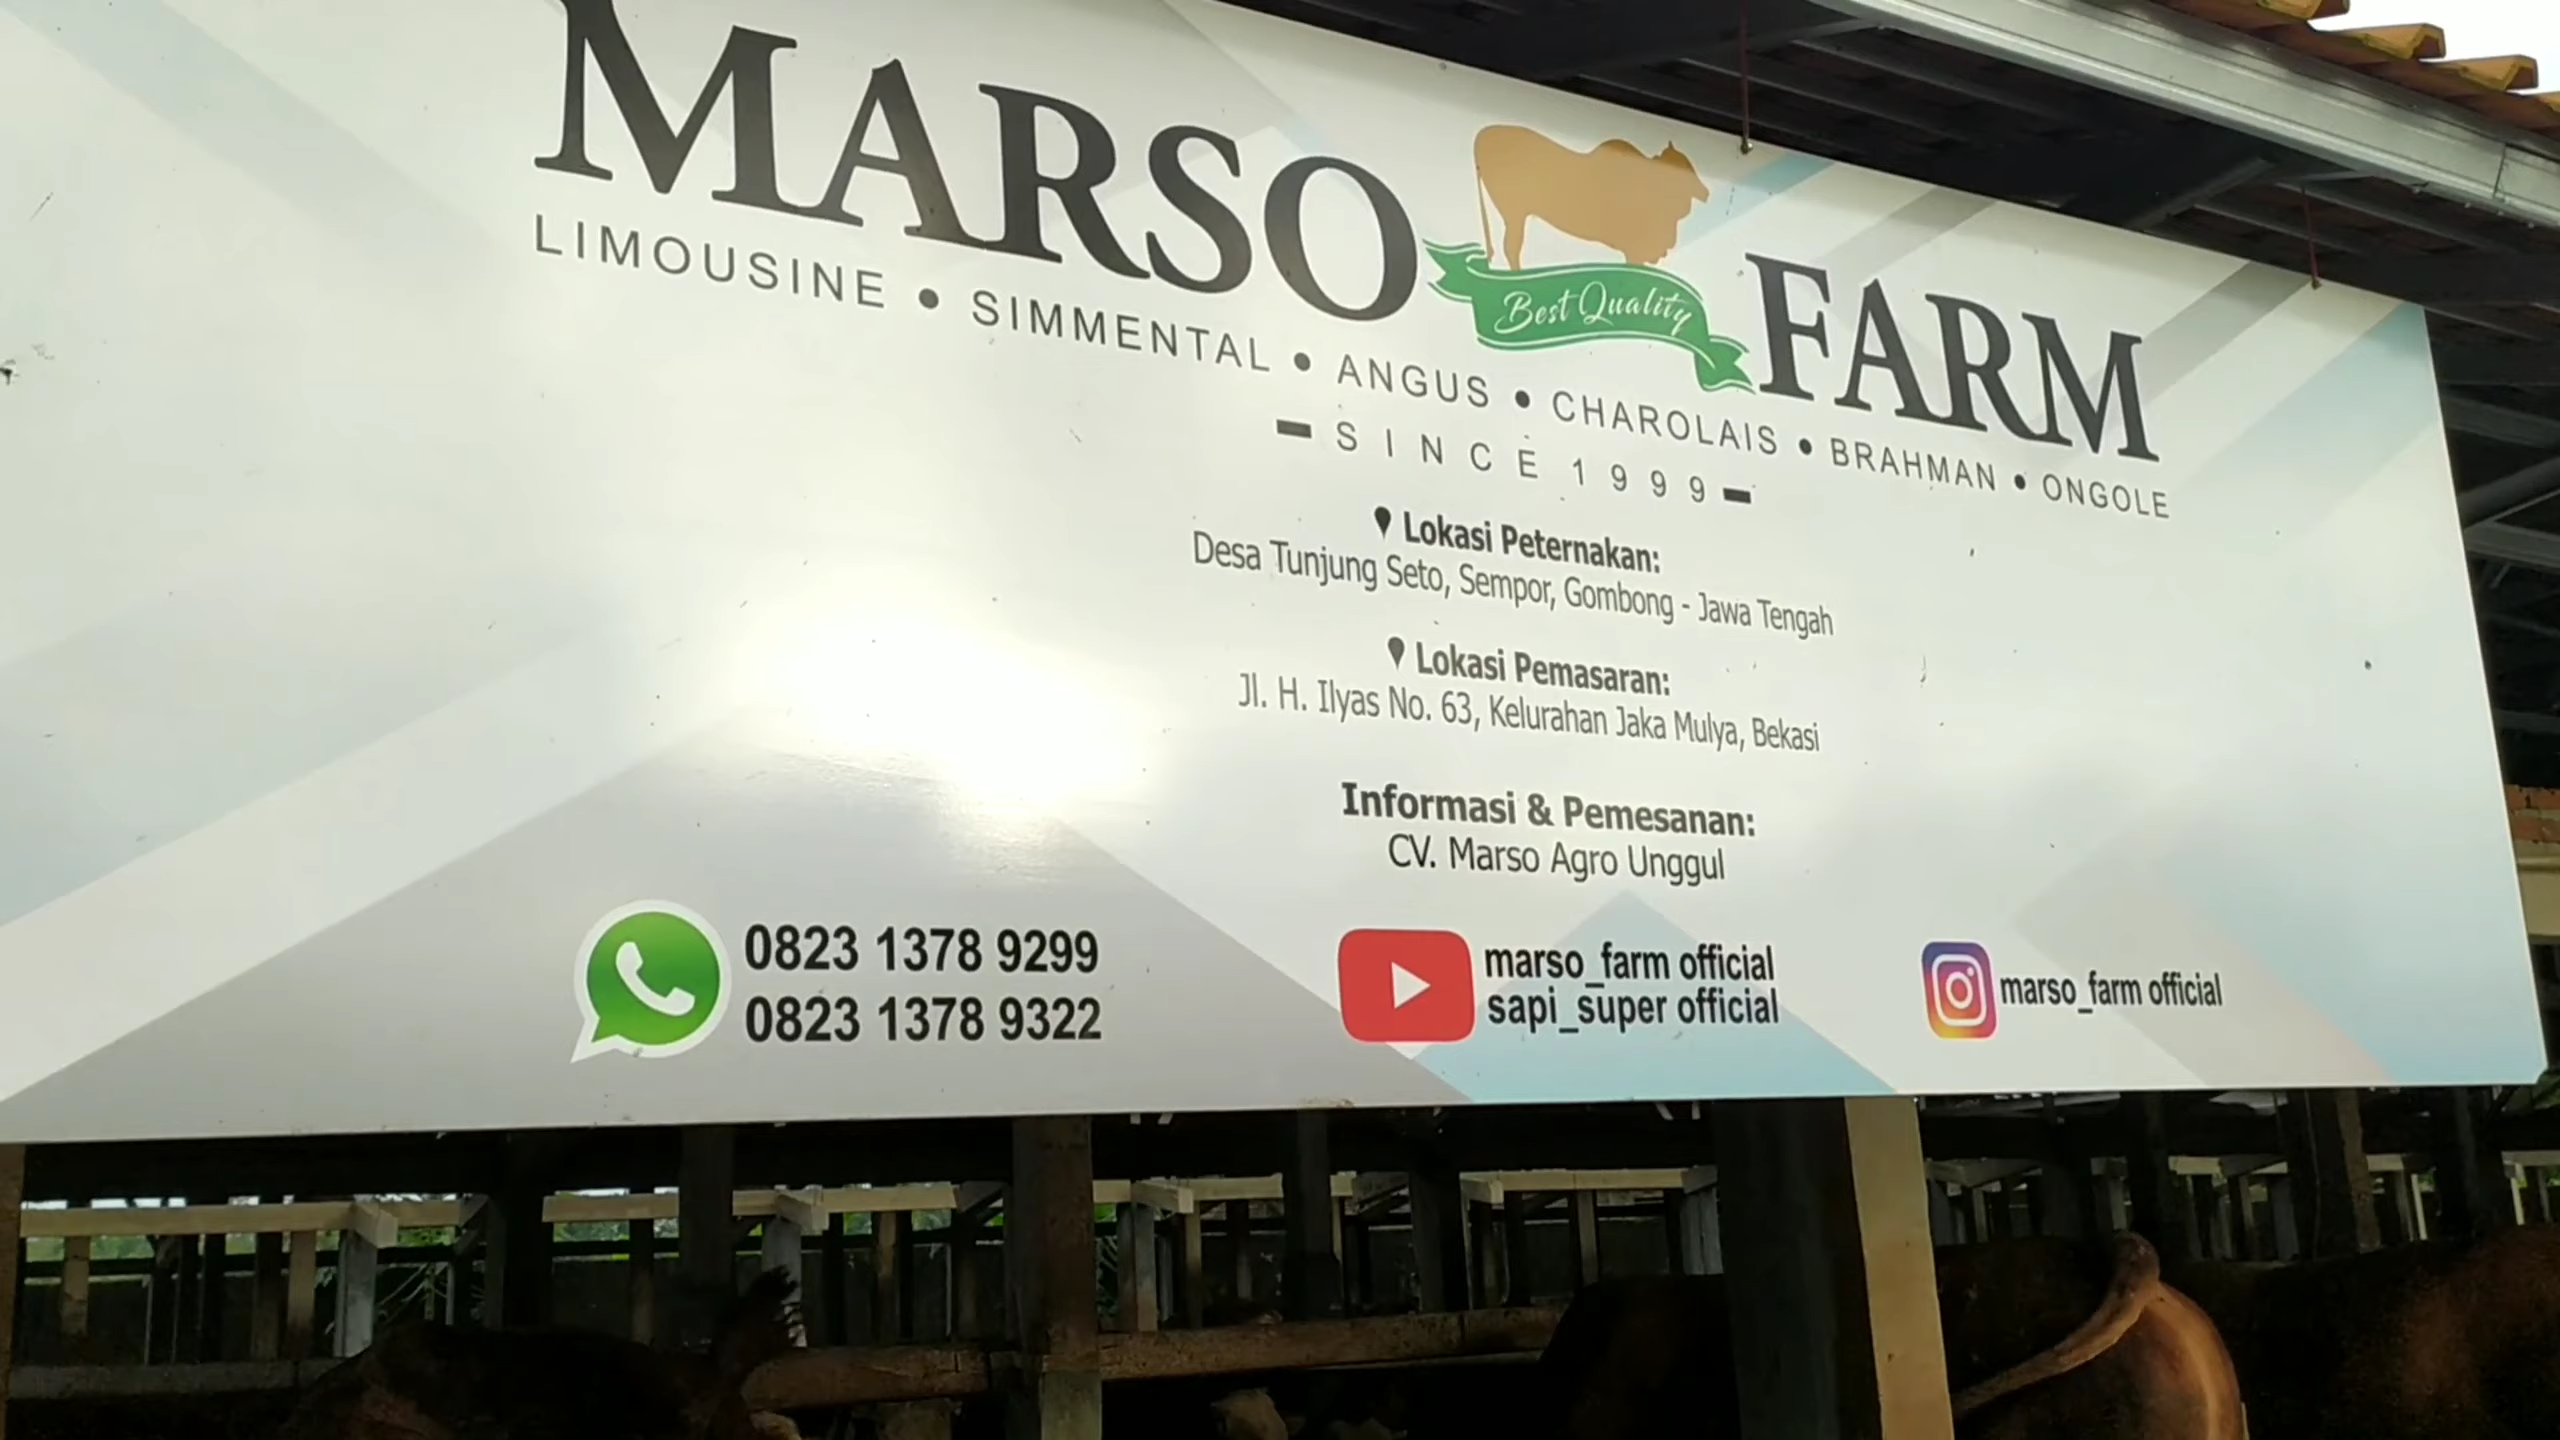 MARSO FARM
Best Quality
LIMOUSINE • SIMMENTAL • ANGUS • CHAROLAIS • BRAHMAN • ONGOLE
- SINCE 1999 -
Lokasi Peternakan:
Desa Tunjung Seto, Sempor, Gombong - Jawa Tengah
Lokasi Pemasaran:
Jl. H. Ilyas No. 63, Kelurahan Jaka Mulya, Bekasi
Informasi & Pemesanan:
CV. Marso Agro Unggul
0823 1378 9299
0823 1378 9322
marso_farm official
sapi_super official
marso_farm official